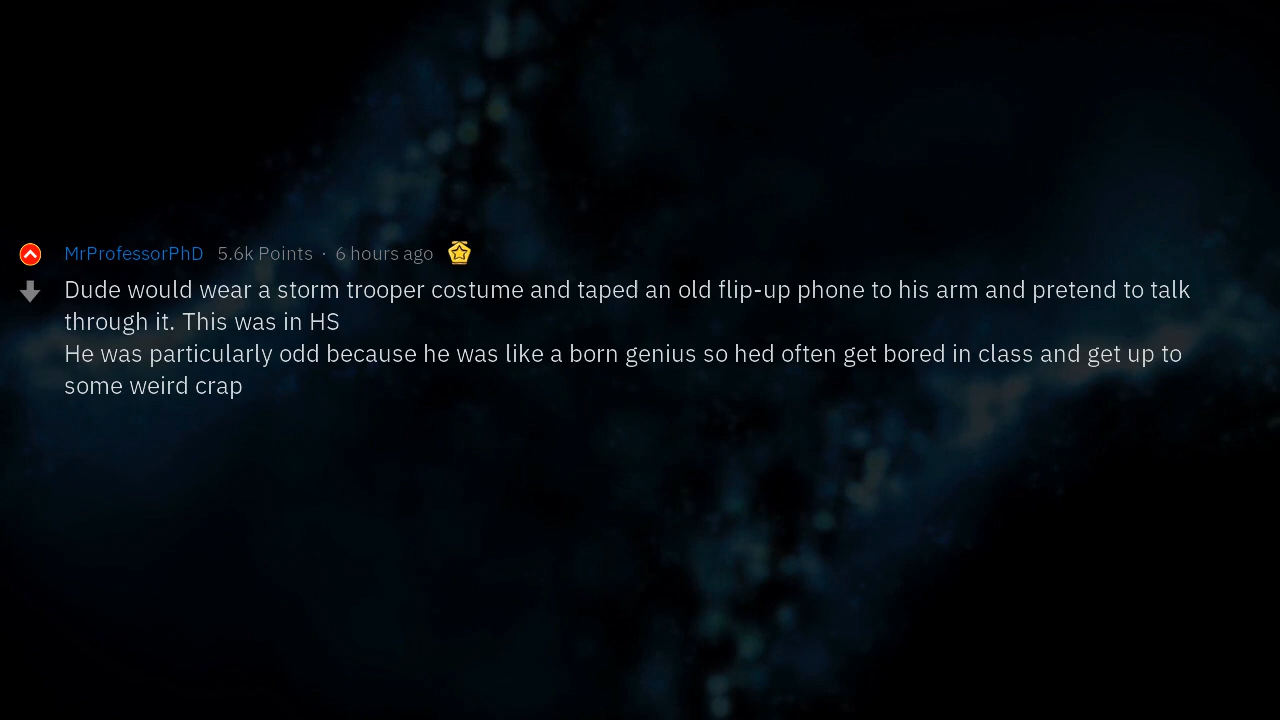 MrProfessorPhD 5.6k Points · 6 hours ago
Dude would wear a storm trooper costume and taped an old flip-up phone to his arm and pretend to talk
through it. This was in HS
He was particularly odd because he was like a born genius so hed often get bored in class and get up to
some weird crap